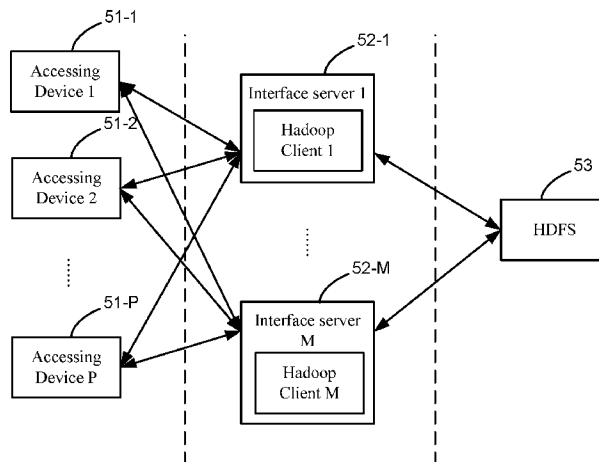 51-1
Accessing
Device 1
51-2
Accessing
Device 2
......
51-P
Accessing
Device P
52-1
Interface server 1
Hadoop
Client 1
......
52-M
Interface server
M
Hadoop
Client M
53
HDFS